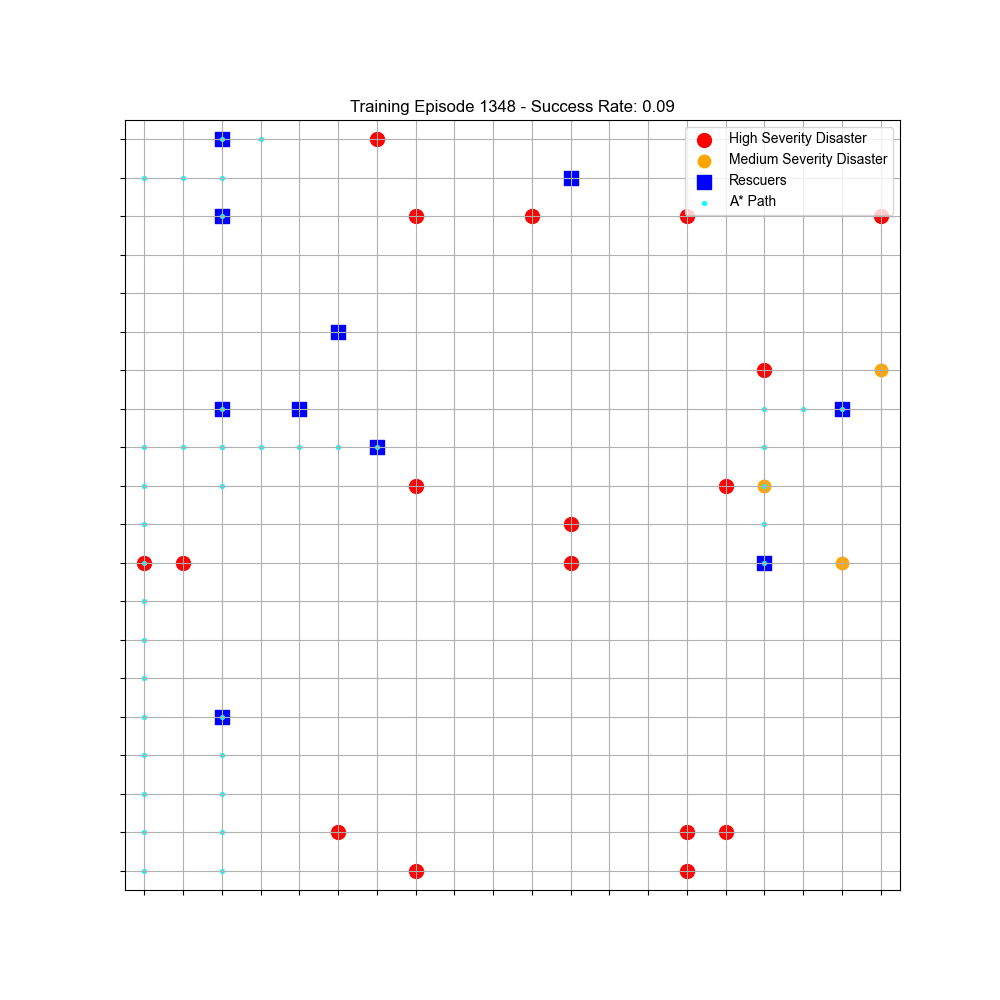 Training Episode 1348 - Success Rate: 0.09
High Severity Disaster
Medium Severity Disaster
Rescuers
A* Path